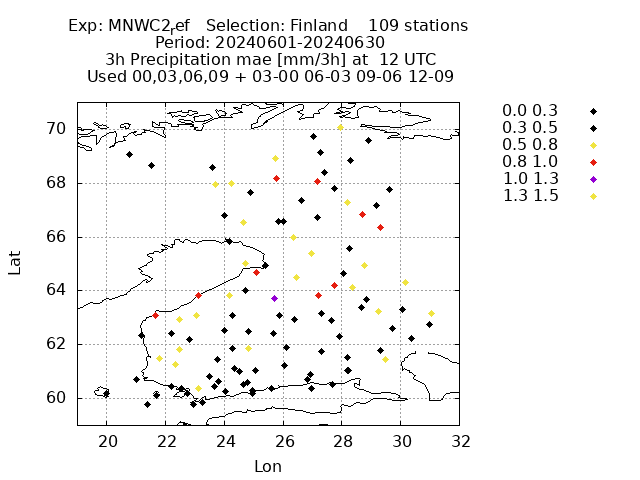 Exp: MNWC2ref   Selection: Finland    109 stations
Period: 20240601-20240630
3h Precipitation mae [mm/3h] at  12 UTC
Used 00,03,06,09 + 03-00 06-03 09-06 12-09
0.0 0.3
0.3 0.5
0.5 0.8
0.8 1.0
1.0 1.3
1.3 1.5
70
68
66
64
62
60
Lat
20 22 24 26 28 30 32
Lon